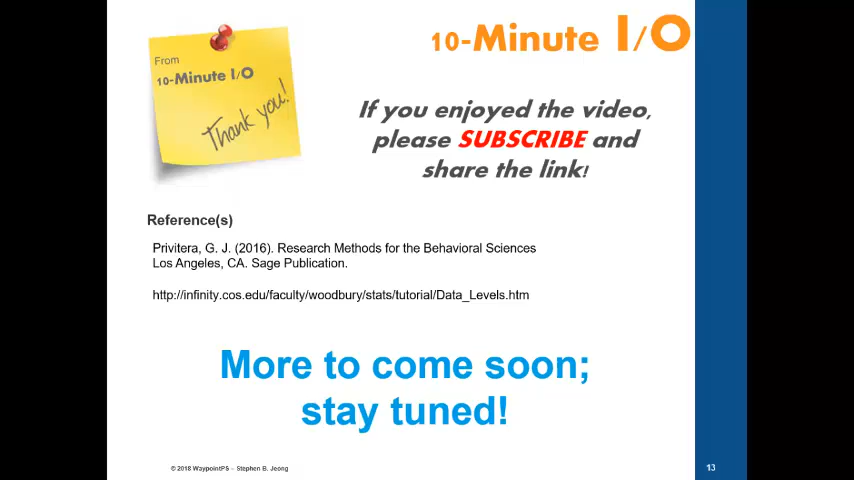 10-Minute I/O
From
10-Minute I/O
Thank you!
If you enjoyed the video,
please SUBSCRIBE and
share the link!
Reference(s)
Privitera, G. J. (2016). Research Methods for the Behavioral Sciences
Los Angeles, CA. Sage Publication.
http://infinity.cos.edu/faculty/woodbury/stats/tutorial/Data_Levels.htm
More to come soon;
stay tuned!
© 2018 WaypointPS – Stephen B. Jeong
13